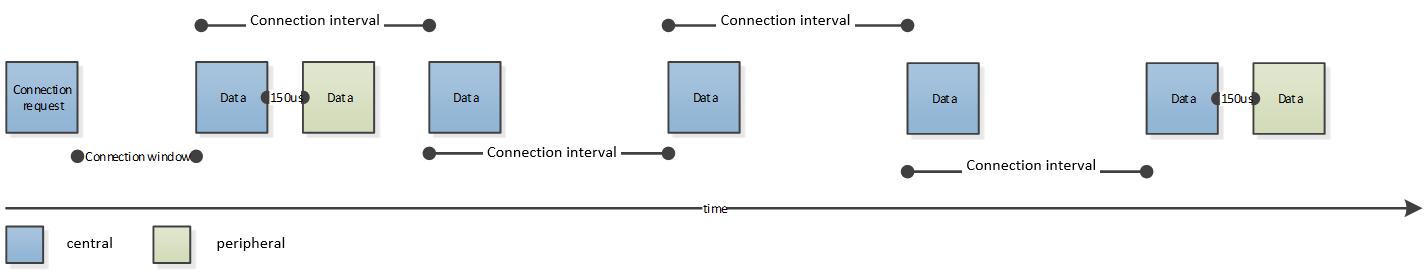 Connection interval
Connection interval
Connection
request
Data
150us
Data
Data
Data
Data
Data
150us
Data
Connection window
Connection interval
Connection interval
time
central
peripheral